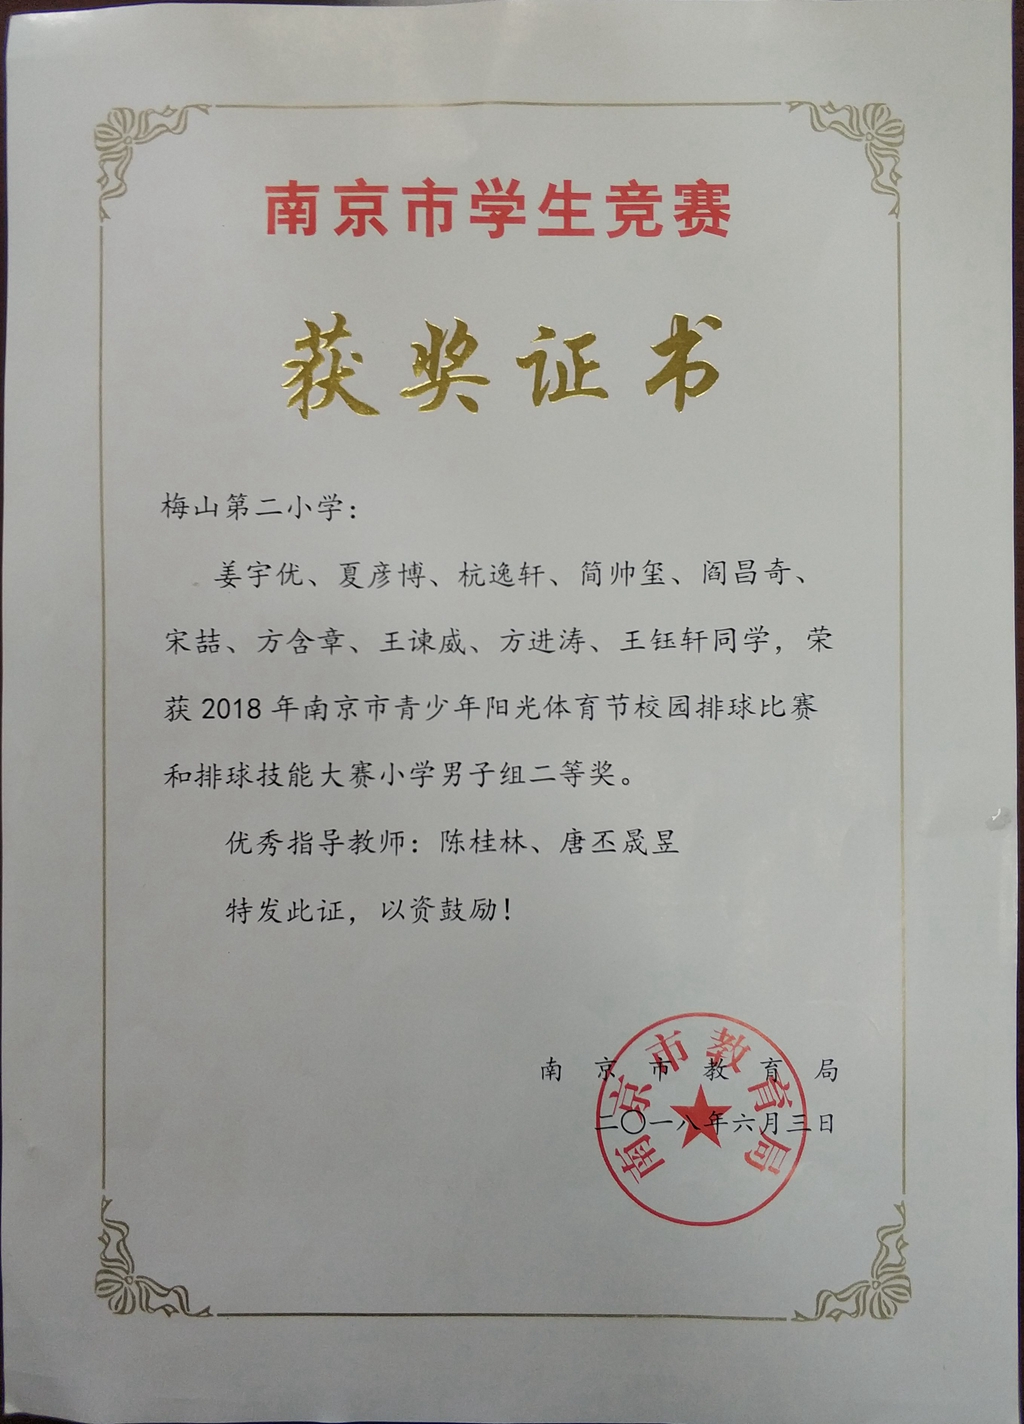 南京市学生竞赛
获奖证书
梅山第二小学：
姜宇优、夏彦博、杭逸轩、简帅玺、阎昌奇、
宋喆、方含章、王谏威、方进涛、王钰轩同学，荣
获 2018 年南京市青少年阳光体育节校园排球比赛
和排球技能大赛小学男子组二等奖。
优秀指导教师：陈桂林、唐丕晟昱
特发此证，以资鼓励！
南京市教育局
二〇一八年六月三日
南京市教育局